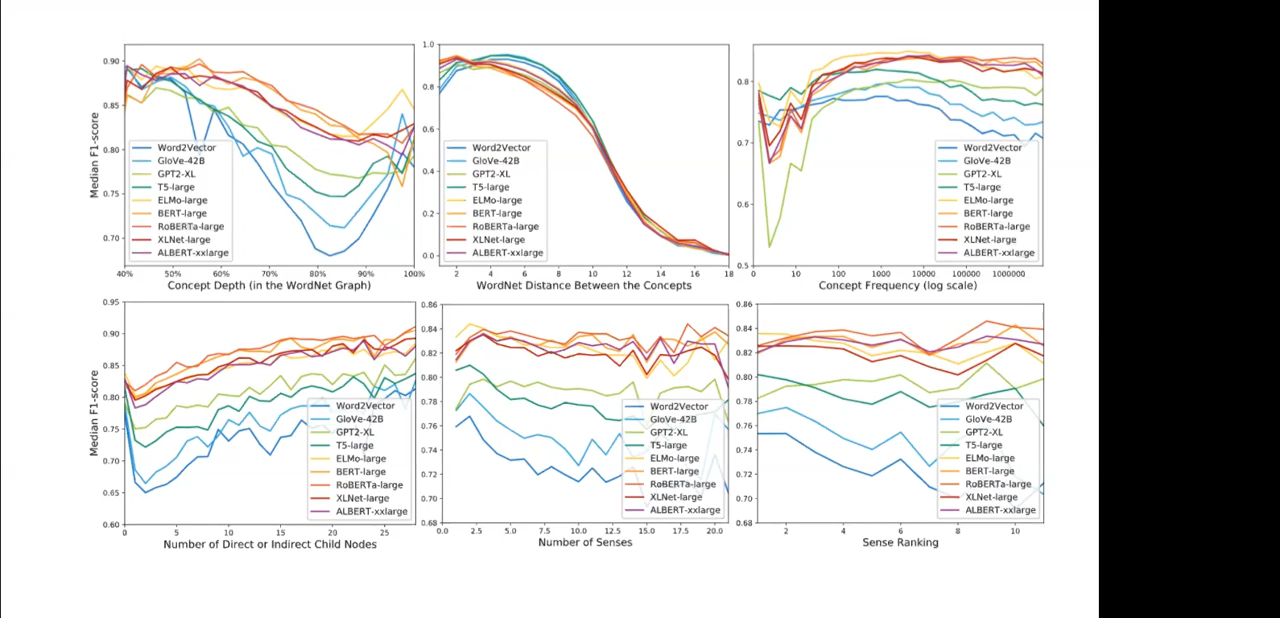 Median F1-score
0.90
0.85
0.80
0.75
0.70
Word2Vector
GloVe-42B
GPT2-XL
T5-large
ELMo-large
BERT-large
RoBERTa-large
XLNet-large
ALBERT-xxlarge
40% 50% 60% 70% 80% 90% 100%
Concept Depth (in the WordNet Graph)
1.0
0.8
0.6
0.4
0.2
0.0
Word2Vector
GloVe-42B
GPT2-XL
T5-large
ELMo-large
BERT-large
RoBERTa-large
XLNet-large
ALBERT-xxlarge
2 4 6 8 10 12 14 16 18
WordNet Distance Between the Concepts
0.8
0.7
0.6
0.5
Word2Vector
GloVe-42B
GPT2-XL
T5-large
ELMo-large
BERT-large
RoBERTa-large
XLNet-large
ALBERT-xxlarge
0 10 100 1000 10000 100000 1000000
Concept Frequency (log scale)
Median F1-score
0.95
0.90
0.85
0.80
0.75
0.70
0.65
0.60
Word2Vector
GloVe-42B
GPT2-XL
T5-large
ELMo-large
BERT-large
RoBERTa-large
XLNet-large
ALBERT-xxlarge
0 5 10 15 20 25
Number of Direct or Indirect Child Nodes
0.86
0.84
0.82
0.80
0.78
0.76
0.74
0.72
0.70
0.68
Word2Vector
GloVe-42B
GPT2-XL
T5-large
ELMo-large
BERT-large
RoBERTa-large
XLNet-large
ALBERT-xxlarge
0.0 2.5 5.0 7.5 10.0 12.5 15.0 17.5 20.0
Number of Senses
0.86
0.84
0.82
0.80
0.78
0.76
0.74
0.72
0.70
0.68
Word2Vector
GloVe-42B
GPT2-XL
T5-large
ELMo-large
BERT-large
RoBERTa-large
XLNet-large
ALBERT-xxlarge
2 4 6 8 10
Sense Ranking